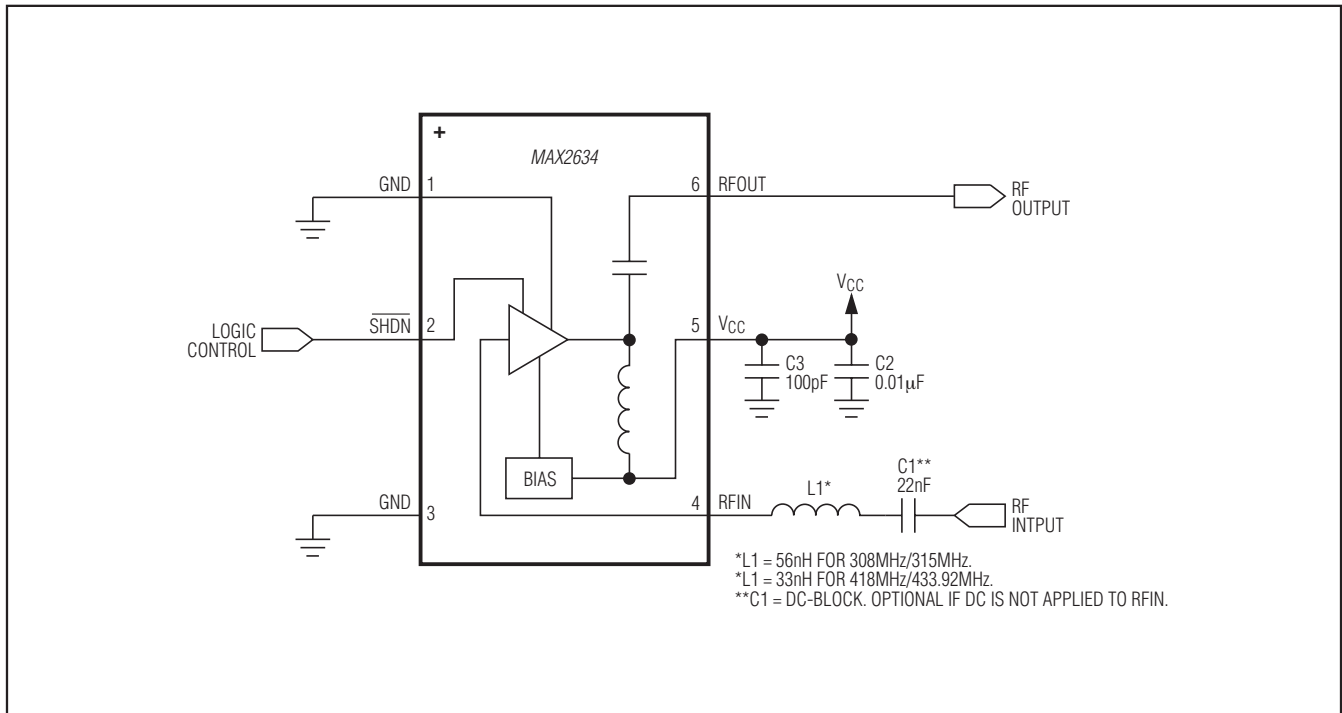 +
MAX2634
GND 1
6 RFOUT
RF
OUTPUT
LOGIC
CONTROL
SHDN 2
VCC
5 VCC
C3
100pF
C2
0.01μF
BIAS
GND
3
4 RFIN
L1*
C1**
22nF
RF
INTPUT
*L1 = 56nH FOR 308MHz/315MHz.
*L1 = 33nH FOR 418MHz/433.92MHz.
**C1 = DC-BLOCK. OPTIONAL IF DC IS NOT APPLIED TO RFIN.